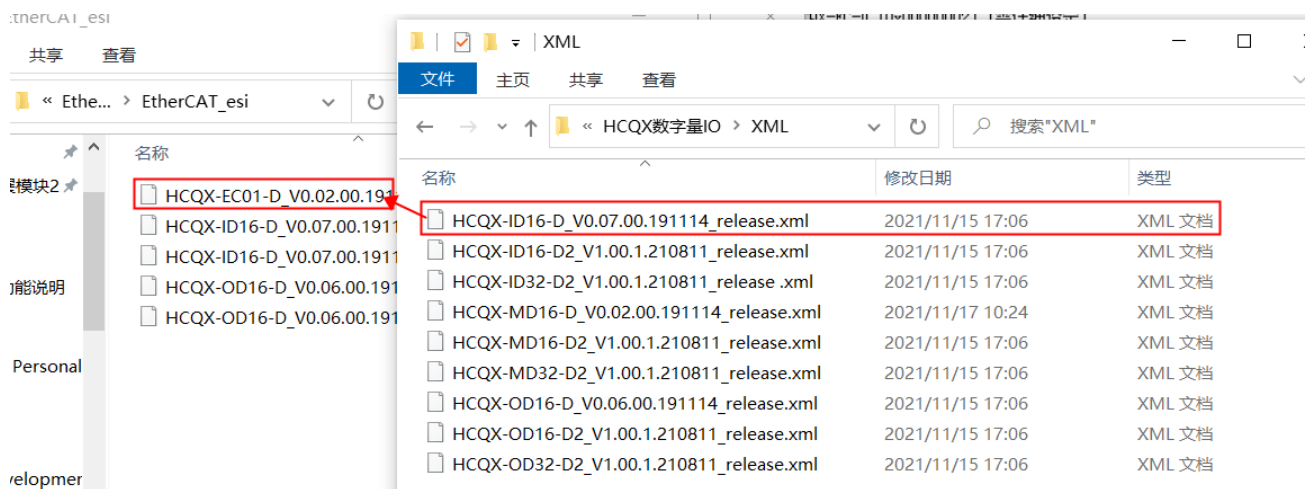 therCAT_esi
共享 查看
« Ethe... > EtherCAT_esi
模块2
名称
HCQX-EC01-D_V0.02.00.191
HCQX-ID16-D_V0.07.00.1911
HCQX-ID16-D_V0.07.00.1911
HCQX-OD16-D_V0.06.00.191
HCQX-OD16-D_V0.06.00.191
能说明
Personal
velopmer
XML
文件 主页 共享 查看
« HCQX数字量IO > XML
搜索"XML"
名称 修改日期 类型
HCQX-ID16-D_V0.07.00.191114_release.xml 2021/11/15 17:06 XML 文档
HCQX-ID16-D2_V1.00.1.210811_release.xml 2021/11/15 17:06 XML 文档
HCQX-ID32-D2_V1.00.1.210811_release .xml 2021/11/15 17:06 XML 文档
HCQX-MD16-D_V0.02.00.191114_release.xml 2021/11/17 10:24 XML 文档
HCQX-MD16-D2_V1.00.1.210811_release.xml 2021/11/15 17:06 XML 文档
HCQX-MD32-D2_V1.00.1.210811_release.xml 2021/11/15 17:06 XML 文档
HCQX-OD16-D_V0.06.00.191114_release.xml 2021/11/15 17:06 XML 文档
HCQX-OD16-D2_V1.00.1.210811_release.xml 2021/11/15 17:06 XML 文档
HCQX-OD32-D2_V1.00.1.210811_release.xml 2021/11/15 17:06 XML 文档